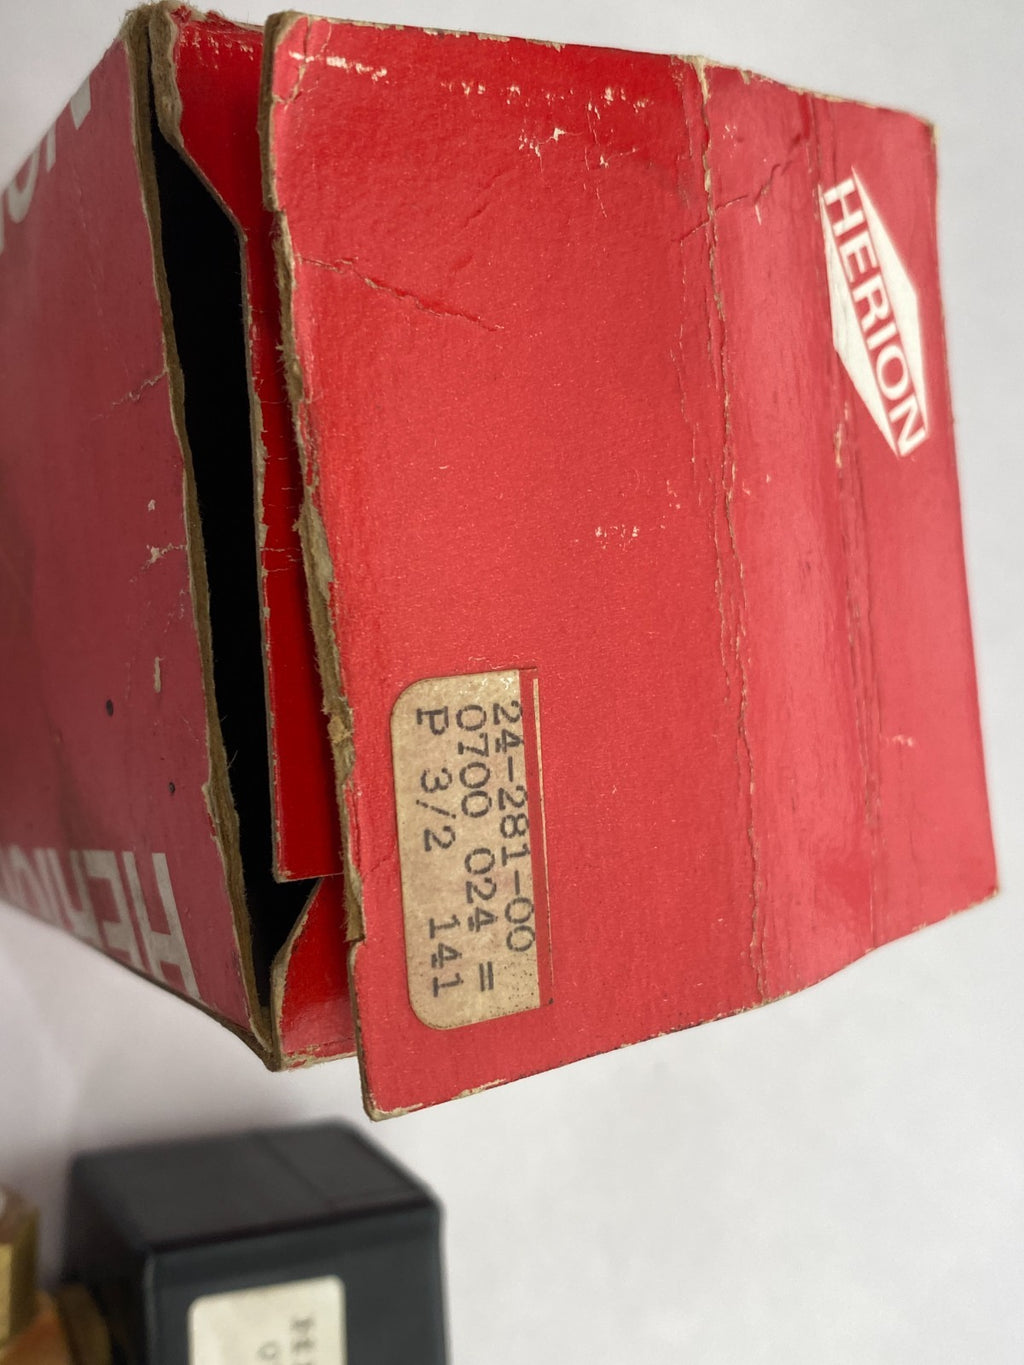 HERION
24-281-00
0700 024 =
P 3/2 141